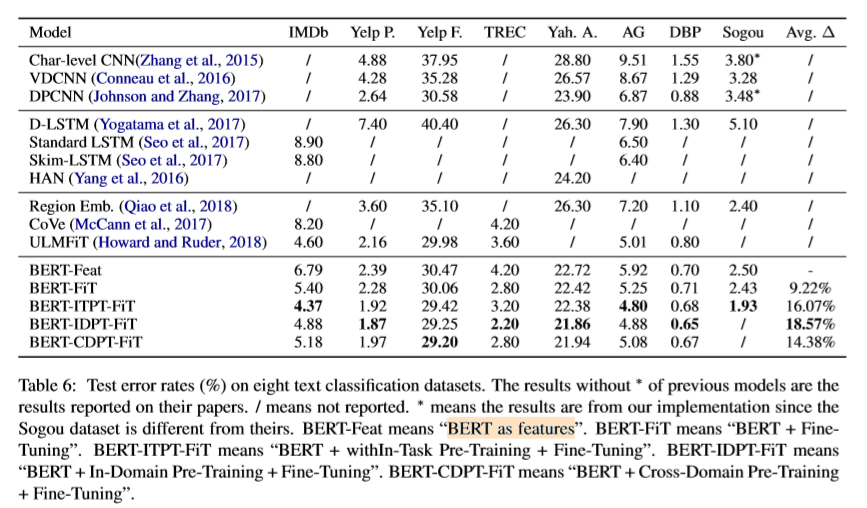 Model IMDb Yelp P. Yelp F. TREC Yah. A. AG DBP Sogou Avg. Δ
Char-level CNN(Zhang et al., 2015) / 4.88 37.95 / 28.80 9.51 1.55 3.80* /
VDCNN (Conneau et al., 2016) / 4.28 35.28 / 26.57 8.67 1.29 3.28 /
DPCNN (Johnson and Zhang, 2017) / 2.64 30.58 / 23.90 6.87 0.88 3.48* /
D-LSTM (Yogatama et al., 2017) / 7.40 40.40 / 26.30 7.90 1.30 5.10 /
Standard LSTM (Seo et al., 2017) 8.90 / / / / 6.50 / / /
Skim-LSTM (Seo et al., 2017) 8.80 / / / / 6.40 / / /
HAN (Yang et al., 2016) / / / / 24.20 / / / /
Region Emb. (Qiao et al., 2018) / 3.60 35.10 / 26.30 7.20 1.10 2.40 /
CoVe (McCann et al., 2017) 8.20 / / 4.20 / / / / /
ULMFiT (Howard and Ruder, 2018) 4.60 2.16 29.98 3.60 / 5.01 0.80 / /
BERT-Feat 6.79 2.39 30.47 4.20 22.72 5.92 0.70 2.50 -
BERT-FiT 5.40 2.28 30.06 2.80 22.42 5.25 0.71 2.43 9.22%
BERT-ITPT-FiT 4.37 1.92 29.42 3.20 22.38 4.80 0.68 1.93 16.07%
BERT-IDPT-FiT 4.88 1.87 29.25 2.20 21.86 4.88 0.65 / 18.57%
BERT-CDPT-FiT 5.18 1.97 29.20 2.80 21.94 5.08 0.67 / 14.38%
Table 6: Test error rates (%) on eight text classification datasets. The results without * of previous models are the
results reported on their papers. / means not reported. * means the results are from our implementation since the
Sogou dataset is different from theirs. BERT-Feat means “BERT as features”. BERT-FiT means “BERT + Fine-
Tuning”. BERT-ITPT-FiT means “BERT + withIn-Task Pre-Training + Fine-Tuning”. BERT-IDPT-FiT means
“BERT + In-Domain Pre-Training + Fine-Tuning”. BERT-CDPT-FiT means “BERT + Cross-Domain Pre-Training
+ Fine-Tuning”.